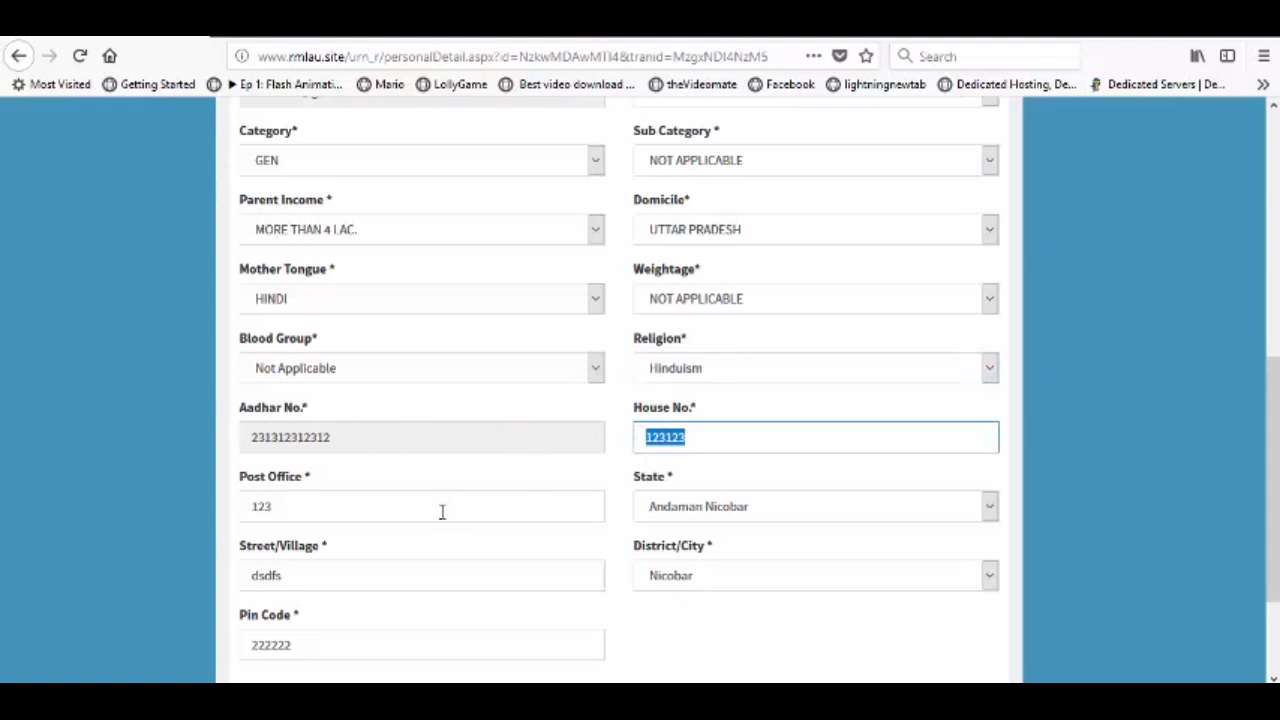 www.rmlau.site/urn_r/personalDetail.aspx?id=NzkwMDAwMTI4&tranid=MzgxNDI4NzM5
Search
Most Visited Getting Started Ep 1: Flash Animati... Mario LollyGame Best video download ... theVideomate Facebook lightningnewtab Dedicated Hosting, De... Dedicated Servers | De...
Category* Sub Category *
GEN NOT APPLICABLE
Parent Income * Domicile*
MORE THAN 4 LAC. UTTAR PRADESH
Mother Tongue * Weightage*
HINDI NOT APPLICABLE
Blood Group* Religion*
Not Applicable Hinduism
Aadhar No.* House No.*
231312312312 123123
Post Office * State *
123 Andaman Nicobar
Street/Village * District/City *
dsdfs Nicobar
Pin Code *
222222